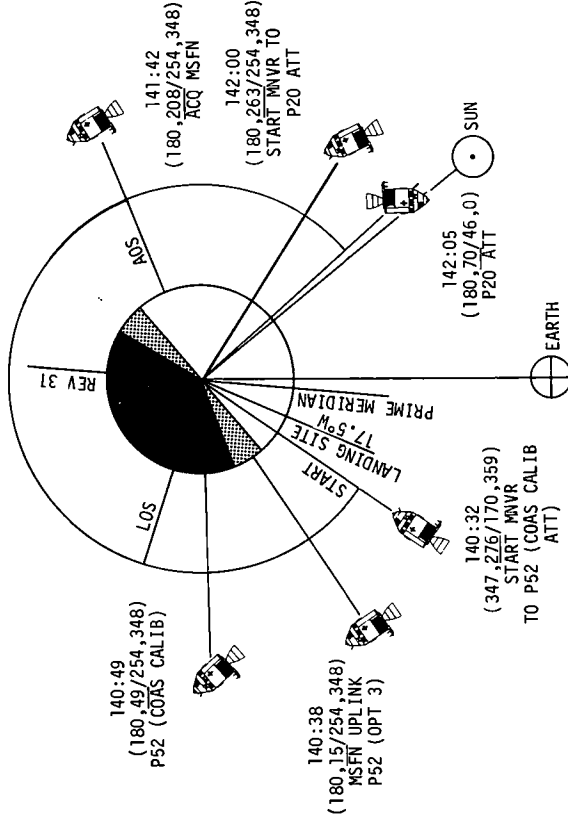 141:42
(180,208/254,348)
ACQ MSFN
142:00
(180,263/254,348)
START MNVR TO
P20 ATT
SUN
142:05
(180,70/46,0)
P20 ATT
EARTH
AOS
REV 31
LOS
PRIME MERIDIAN
LANDING SITE
17.5°W
START
140:49
(180,49/254,348)
P52 (COAS CALIB)
140:38
(180,15/254,348)
MSFN UPLINK
P52 (OPT 3)
140:32
(347,276/170,359)
START MNVR
TO P52 (COAS CALIB
ATT)